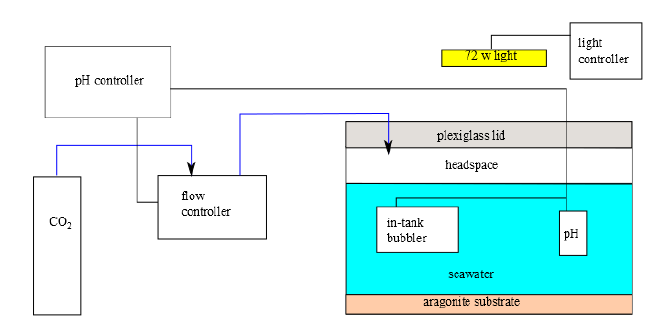 72 w light
light
controller
pH controller
plexiglass lid
headspace
flow
controller
CO₂
in-tank
bubbler
pH
seawater
aragonite substrate